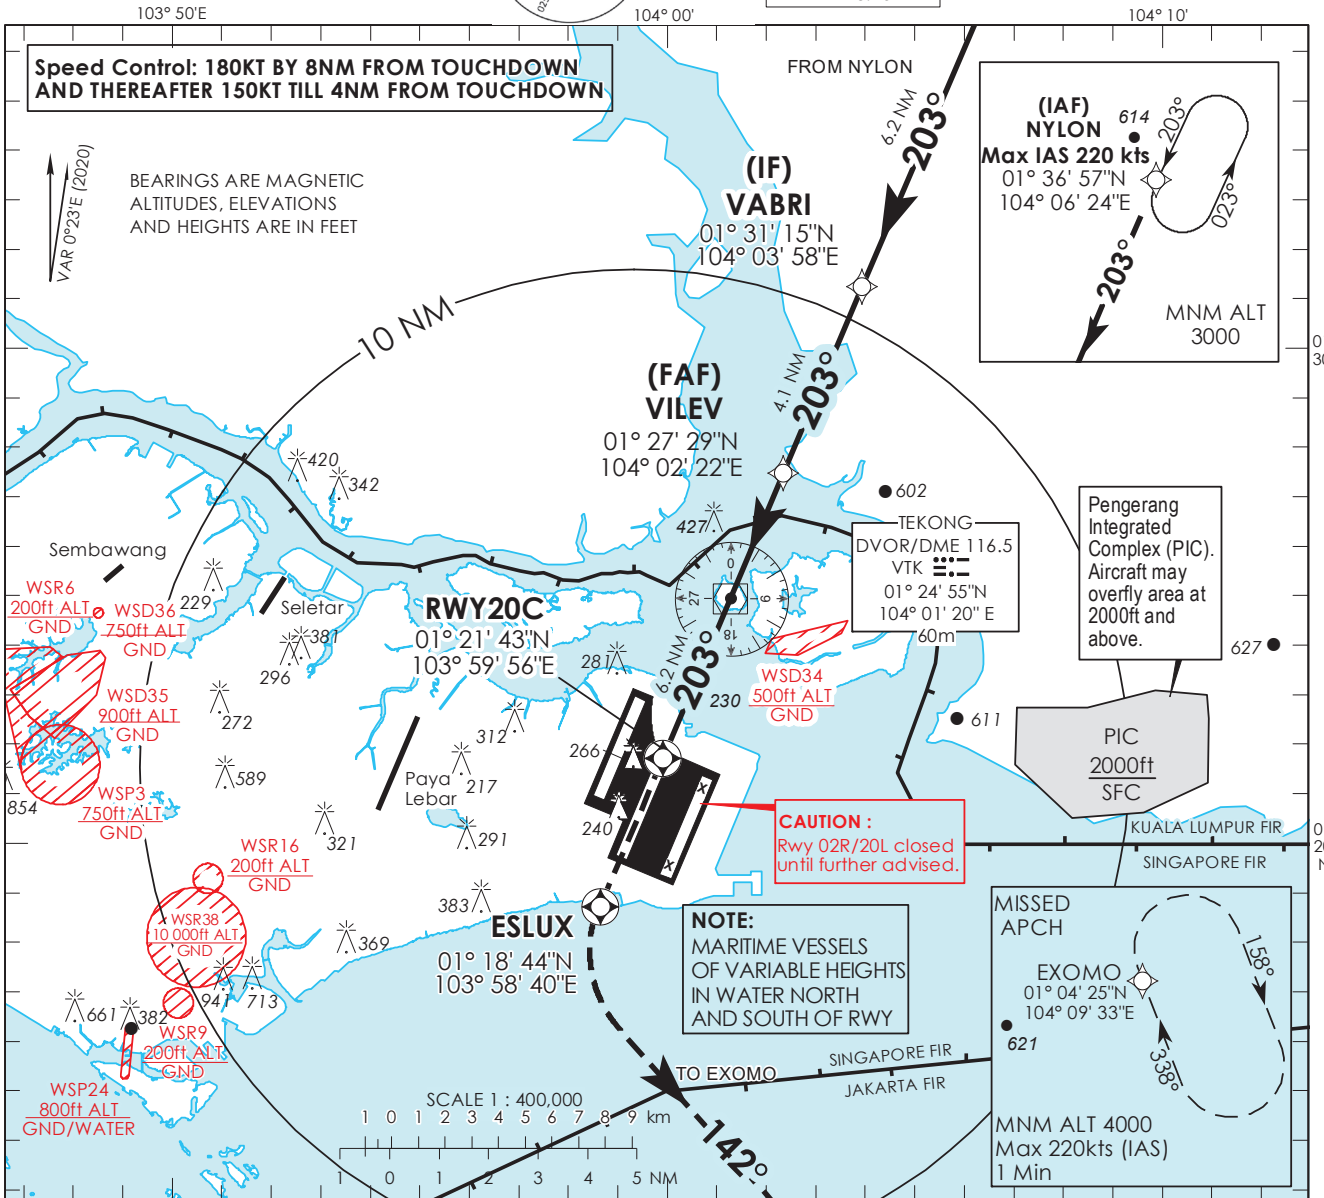 103° 50'E
104° 00'
104° 10'
025
Speed Control: 180KT BY 8NM FROM TOUCHDOWN
AND THEREAFTER 150KT TILL 4NM FROM TOUCHDOWN
VAR 0°23'E (2020)
BEARINGS ARE MAGNETIC
ALTITUDES, ELEVATIONS
AND HEIGHTS ARE IN FEET
FROM NYLON
6.2 NM
203°
(IAF)
NYLON
Max IAS 220 kts
01° 36' 57"N
104° 06' 24"E
614
203°
023°
203°
MNM ALT
3000
(IF)
VABRI
01° 31' 15"N
104° 03' 58"E
10 NM
4.1 NM
203°
(FAF)
VILEV
01° 27' 29"N
104° 02' 22"E
0
30
420
342
427
602
TEKONG
DVOR/DME 116.5
VTK
01° 24' 55"N
104° 01' 20" E
60m
0
9
18
27
Pengerang
Integrated
Complex (PIC).
Aircraft may
overfly area at
2000ft and
above.
627
611
PIC
2000ft
SFC
Sembawang
229
Seletar
381
296
272
589
WSR6
200ft ALT
GND
WSD36
750ft ALT
GND
WSD35
900ft ALT
GND
WSP3
750ft ALT
GND
854
RWY20C
01° 21' 43"N
103° 59' 56"E
281
6.2 NM
203°
230
WSD34
500ft ALT
GND
312
266
217
Paya
Lebar
291
321
240
x
x
CAUTION :
Rwy 02R/20L closed
until further advised.
KUALA LUMPUR FIR
SINGAPORE FIR
0
20
N
WSR16
200ft ALT
GND
WSR38
10 000ft ALT
GND
383
369
941
713
661
382
WSR9
200ft ALT
GND
WSP24
800ft ALT
GND/WATER
ESLUX
01° 18' 44"N
103° 58' 40"E
NOTE:
MARITIME VESSELS
OF VARIABLE HEIGHTS
IN WATER NORTH
AND SOUTH OF RWY
MISSED
APCH
EXOMO
01° 04' 25"N
104° 09' 33"E
158°
338°
621
MNM ALT 4000
Max 220kts (IAS)
1 Min
TO EXOMO
SINGAPORE FIR
JAKARTA FIR
142°
SCALE 1 : 400,000
1 0 1 2 3 4 5 6 7 8 9 km
1 0 1 2 3 4 5 NM